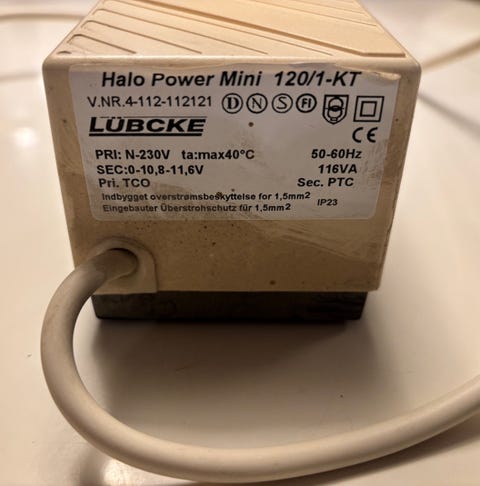 Halo Power Mini 120/1-KT
V.NR.4-112-112121 D N S FI
LÜBCKE
CE
PRI: N-230V ta:max40°C 50-60Hz
SEC:0-10,8-11,6V 116VA
Pri. TCO Sec. PTC
Indbygget overstrømsbeskyttelse for 1,5mm²
Eingebauter Überstrohschutz für 1,5mm² IP23